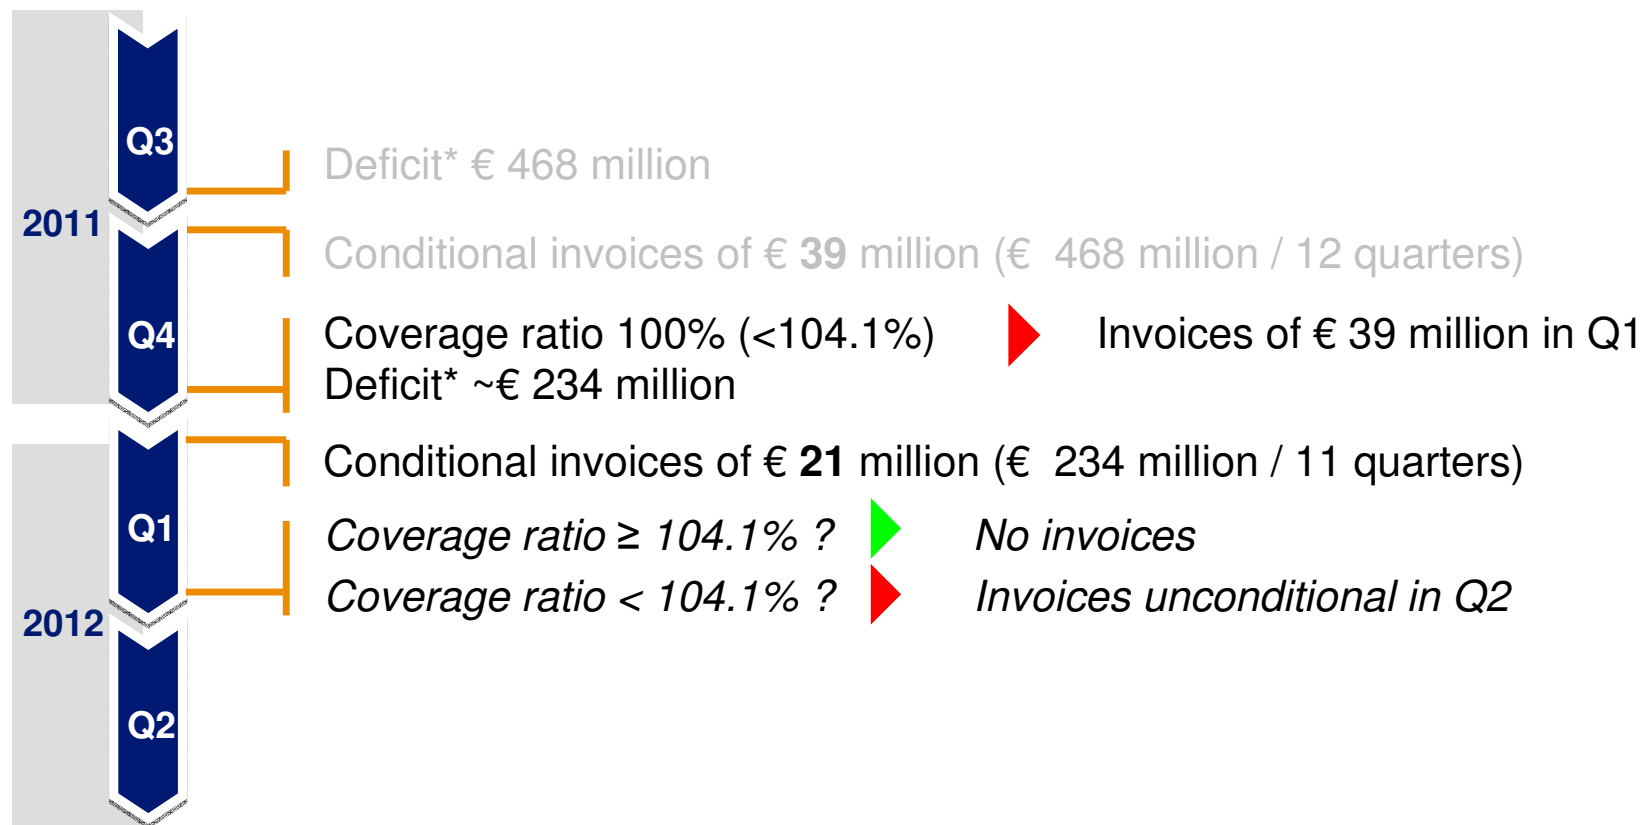 2011
Q3
Deficit* € 468 million
Conditional invoices of € 39 million (€ 468 million / 12 quarters)
Q4
Coverage ratio 100% (<104.1%) Invoices of € 39 million in Q1
Deficit* ~€ 234 million
2012
Conditional invoices of € 21 million (€ 234 million / 11 quarters)
Q1
Coverage ratio ≥ 104.1% ? No invoices
Coverage ratio < 104.1% ? Invoices unconditional in Q2
Q2